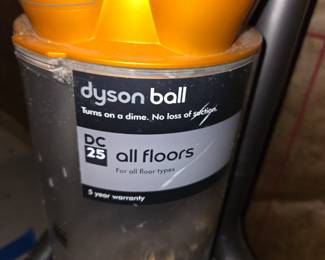 dyson ball
Turns on a dime. No loss of suction.
DC
25
all floors
For all floor types
5 year warranty